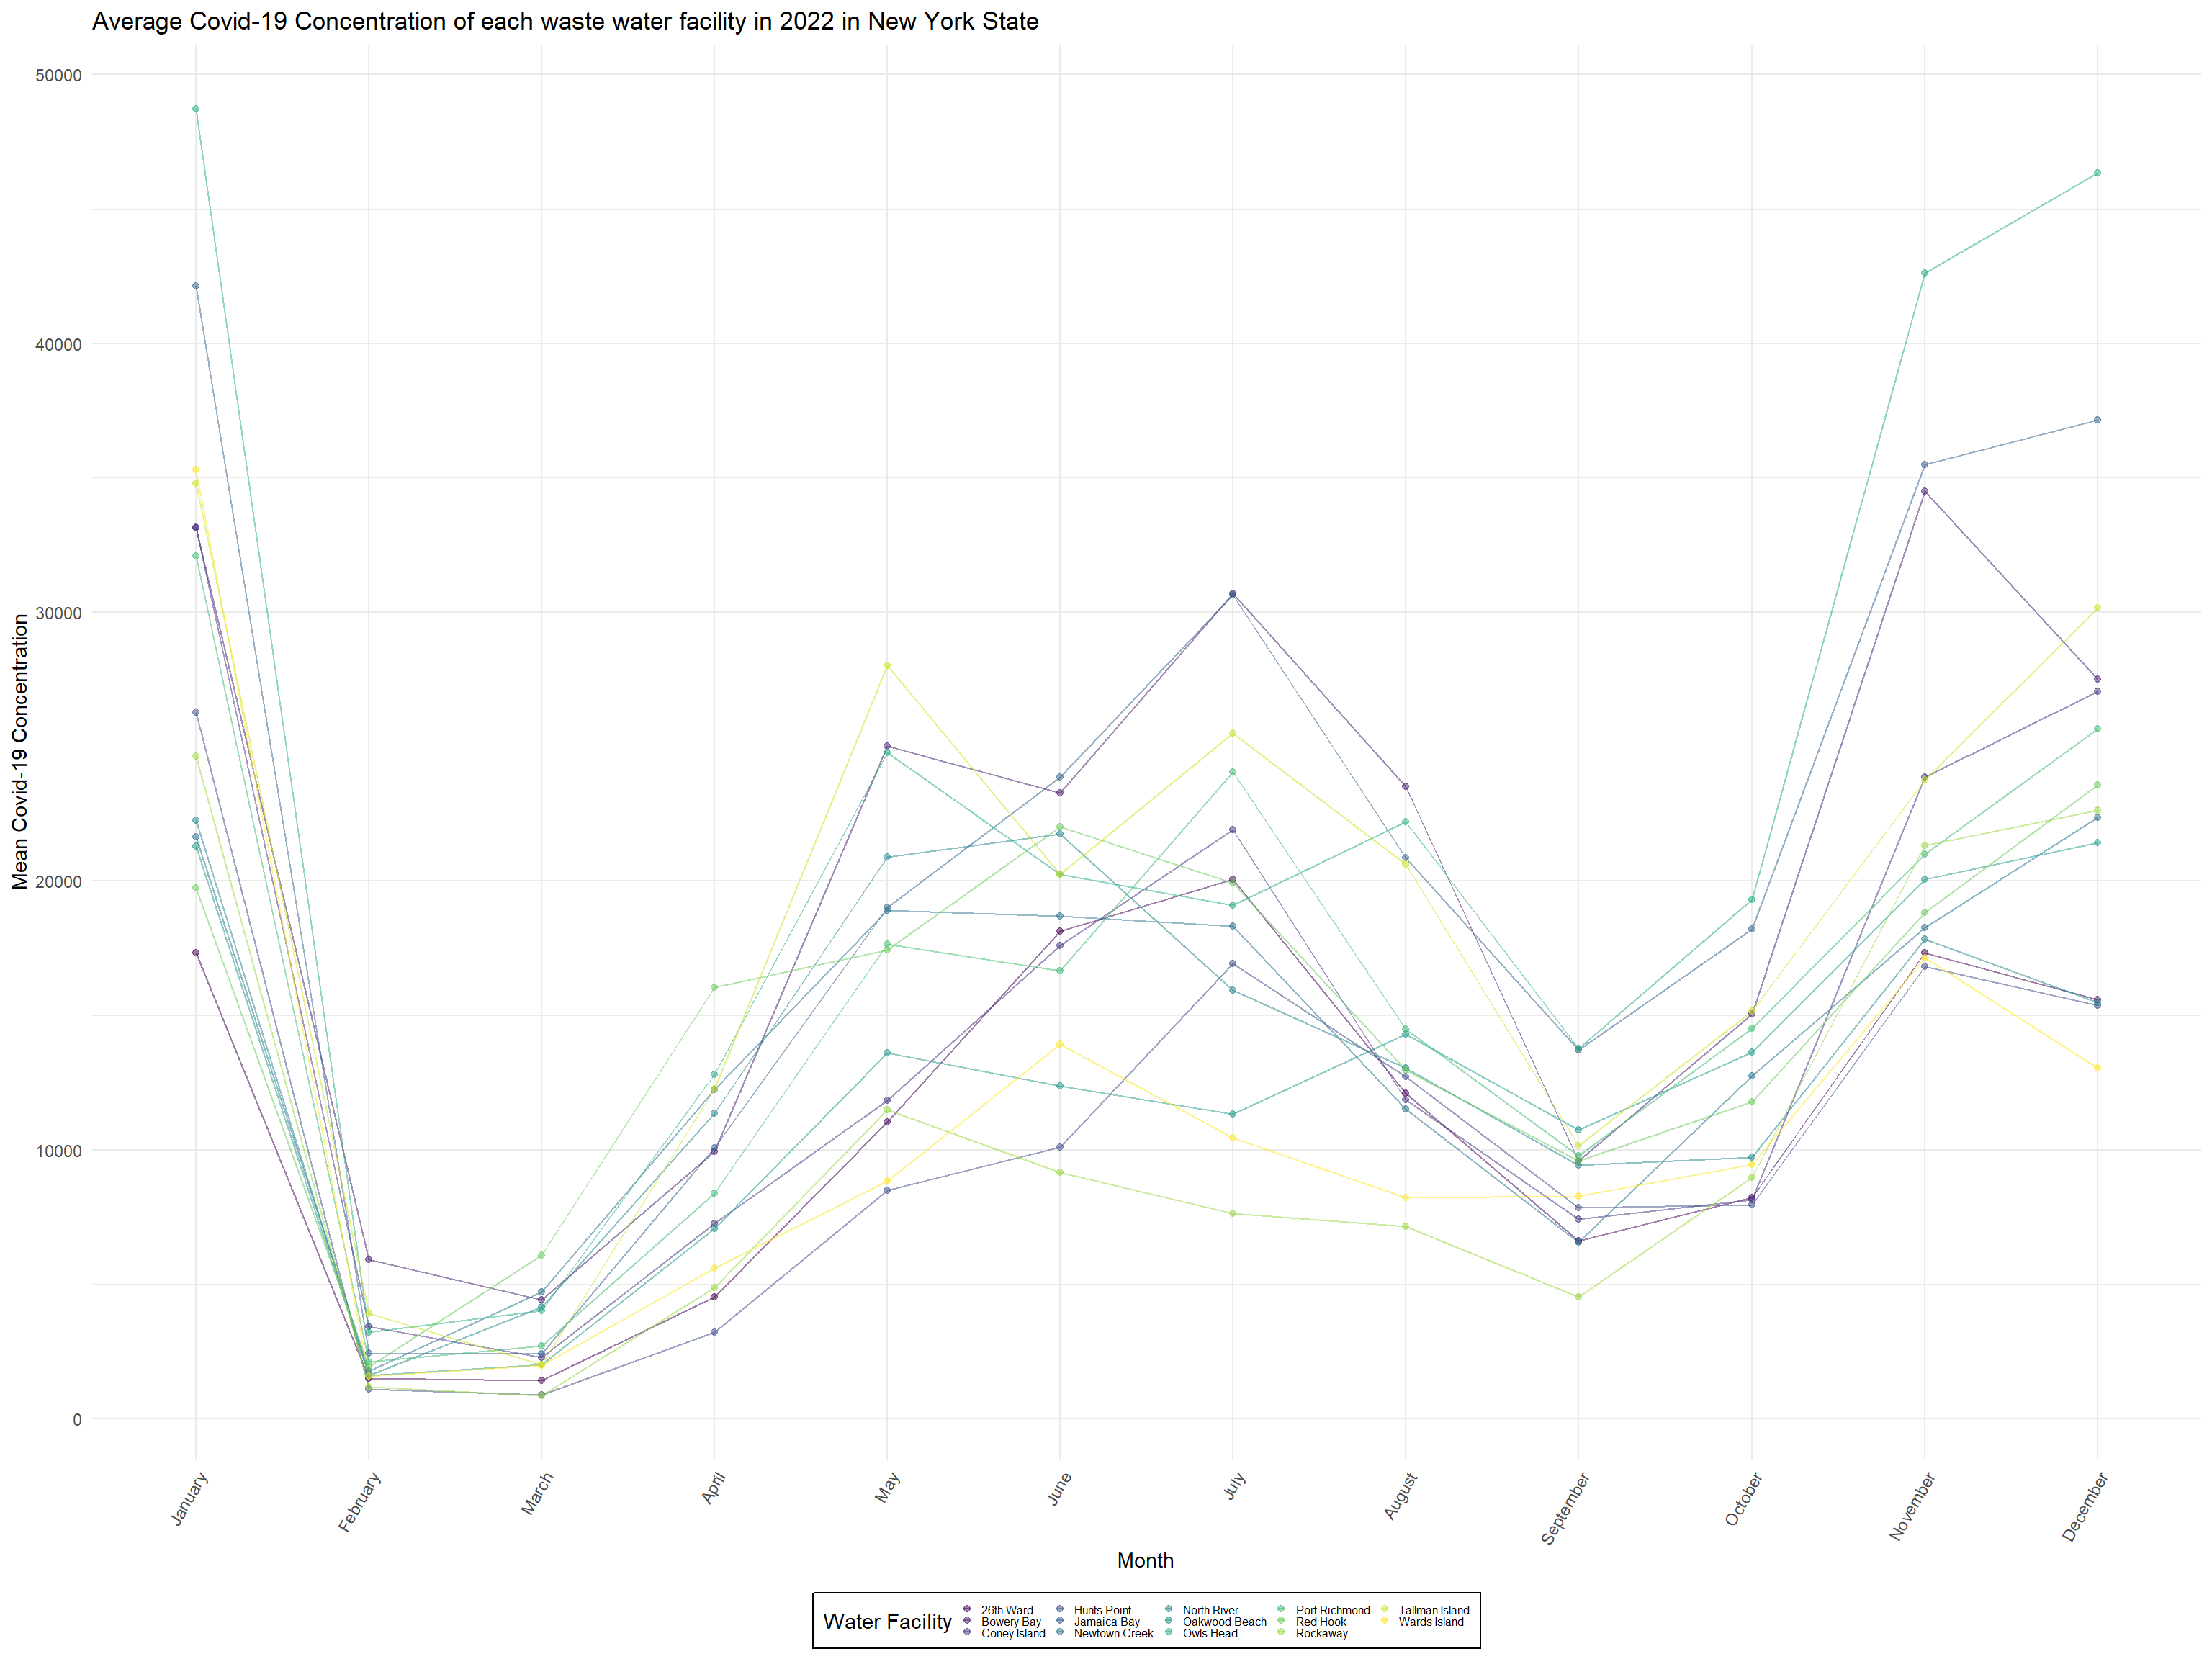 Average Covid-19 Concentration of each waste water facility in 2022 in New York State
Mean Covid-19 Concentration
50000
40000
30000
20000
10000
0
January
February
March
April
May
June
July
August
September
October
November
December
Month
Water Facility
26th Ward
Bowery Bay
Coney Island
Hunts Point
Jamaica Bay
Newtown Creek
North River
Oakwood Beach
Owls Head
Port Richmond
Red Hook
Rockaway
Tallman Island
Wards Island